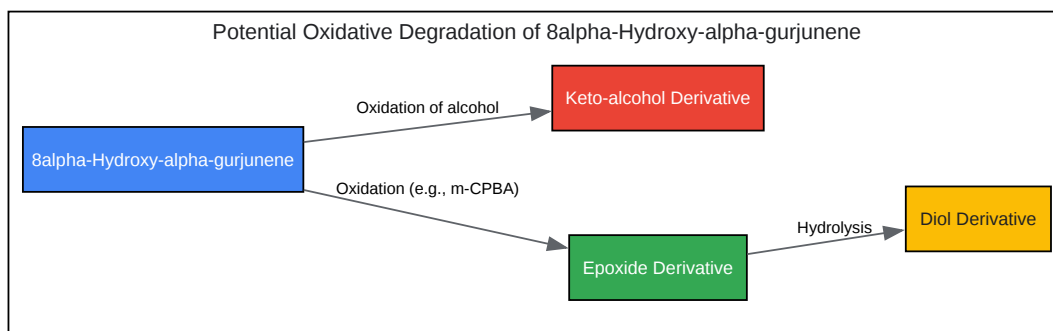 Potential Oxidative Degradation of 8alpha-Hydroxy-alpha-gurjunene
Keto-alcohol Derivative
Oxidation of alcohol
8alpha-Hydroxy-alpha-gurjunene
Oxidation (e.g., m-CPBA)
Diol Derivative
Hydrolysis
Epoxide Derivative